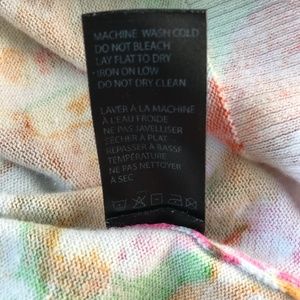 MACHINE WASH COLD
DO NOT BLEACH
LAY FLAT TO DRY
IRON ON LOW
DO NOT DRY CLEAN
LAVER À LA MACHINE
À L'EAU FROIDE
NE PAS JAVELLISER
SÉCHER À PLAT
REPASSER À BASSE
TEMPÉRATURE
NE PAS NETTOYER
À SEC